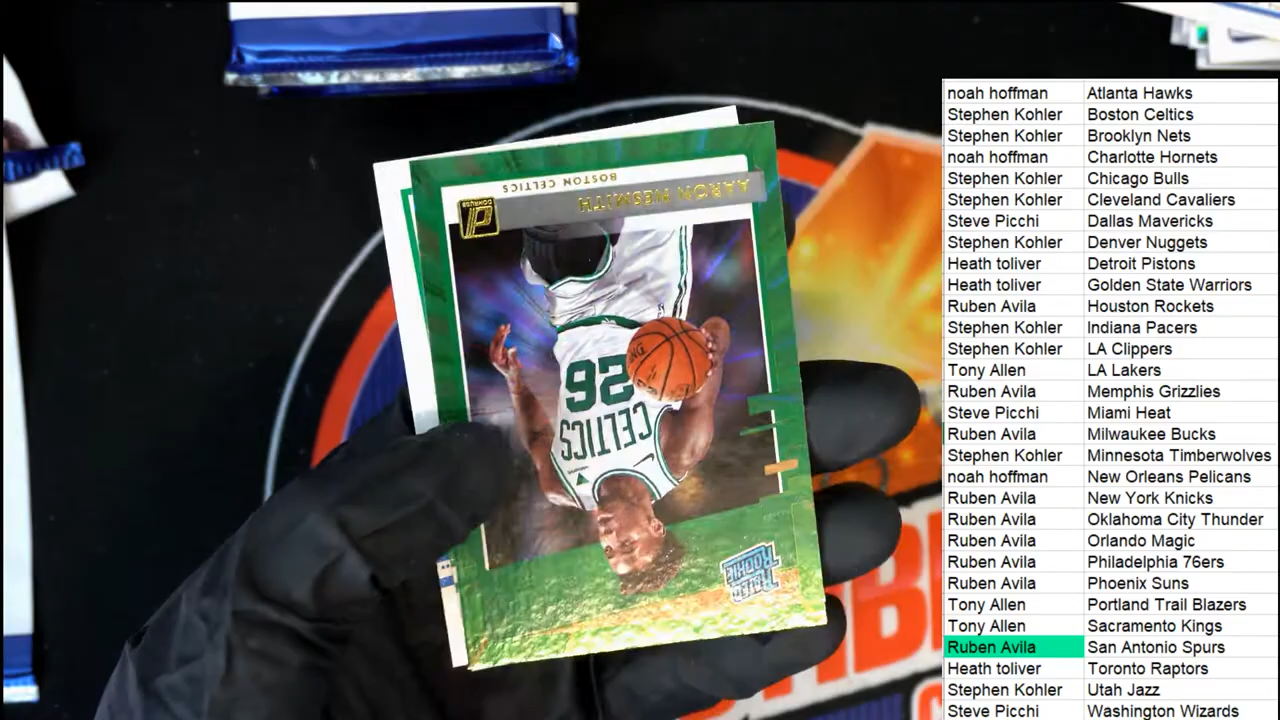 BOSTON CELTICS
AARON NESMITH
DONRUSS
26
CELTICS
RATED
ROOKIE
noah hoffman Atlanta Hawks
Stephen Kohler Boston Celtics
Stephen Kohler Brooklyn Nets
noah hoffman Charlotte Hornets
Stephen Kohler Chicago Bulls
Stephen Kohler Cleveland Cavaliers
Steve Picchi Dallas Mavericks
Stephen Kohler Denver Nuggets
Heath toliver Detroit Pistons
Heath toliver Golden State Warriors
Ruben Avila Houston Rockets
Stephen Kohler Indiana Pacers
Stephen Kohler LA Clippers
Tony Allen LA Lakers
Ruben Avila Memphis Grizzlies
Steve Picchi Miami Heat
Ruben Avila Milwaukee Bucks
Stephen Kohler Minnesota Timberwolves
noah hoffman New Orleans Pelicans
Ruben Avila New York Knicks
Ruben Avila Oklahoma City Thunder
Ruben Avila Orlando Magic
Ruben Avila Philadelphia 76ers
Ruben Avila Phoenix Suns
Tony Allen Portland Trail Blazers
Tony Allen Sacramento Kings
Ruben Avila San Antonio Spurs
Heath toliver Toronto Raptors
Stephen Kohler Utah Jazz
Steve Picchi Washington Wizards